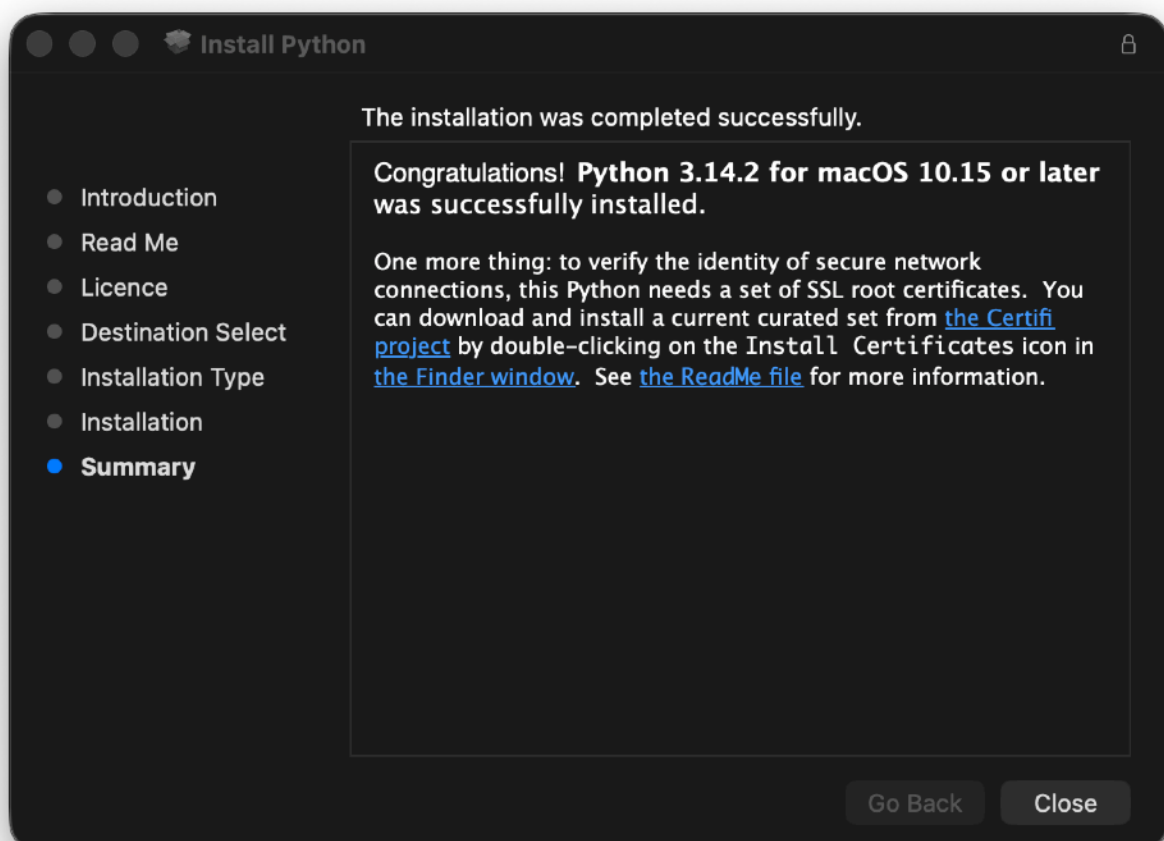 Install Python
The installation was completed successfully.
Introduction
Read Me
Licence
Destination Select
Installation Type
Installation
Summary
Congratulations! Python 3.14.2 for macOS 10.15 or later
was successfully installed.
One more thing: to verify the identity of secure network
connections, this Python needs a set of SSL root certificates.  You
can download and install a current curated set from the Certifi
project by double-clicking on the Install Certificates icon in
the Finder window.  See the ReadMe file for more information.
Go Back
Close